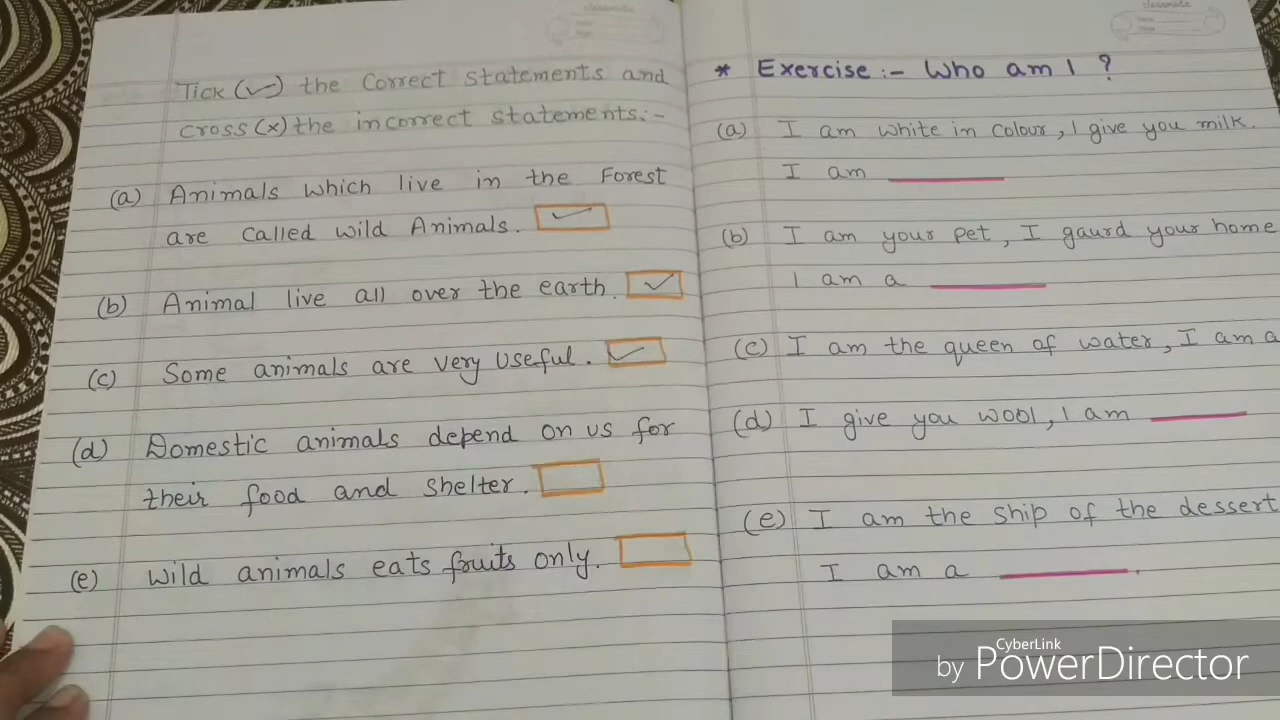 classmate
Tick (✓) the Correct statements and
cross (x) the incorrect statements:-
(a) Animals which live in the Forest
are called wild Animals. ✓
(b) Animal live all over the earth. ✓
(c) Some animals are very useful. ✓
(d) Domestic animals depend on us for
their food and shelter.
(e) Wild animals eats fruits only.
classmate
* Exercise:- Who am I ?
(a) I am white in colour, I give you milk.
I am
(b) I am your pet, I gaurd your home
I am a
(c) I am the queen of water, I am a
(d) I give you wool, I am
(e) I am the ship of the dessert
I am a .
CyberLink
by PowerDirector